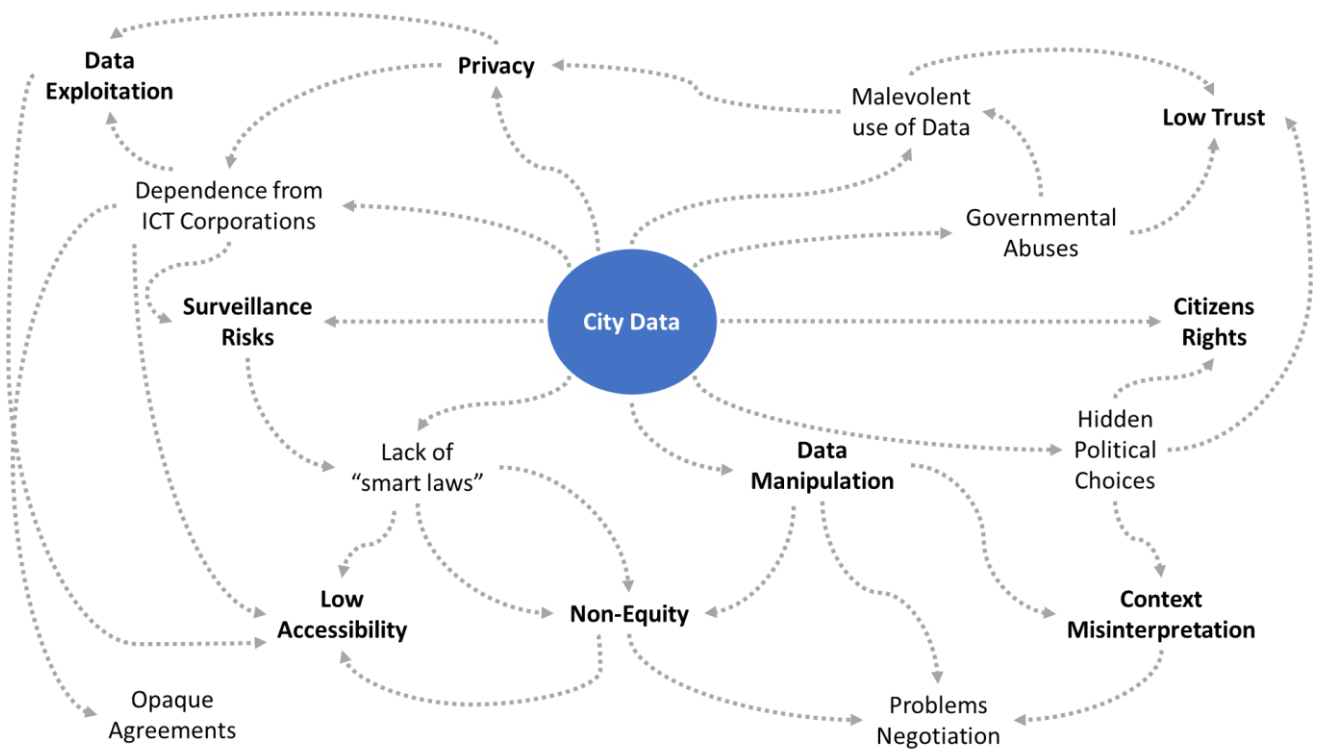 Data
Exploitation
Privacy
Malevolent
use of Data
Low Trust
Dependence from
ICT Corporations
Governmental
Abuses
Surveillance
Risks
City Data
Citizens
Rights
Lack of
“smart laws”
Data
Manipulation
Hidden
Political
Choices
Low
Accessibility
Non-Equity
Context
Misinterpretation
Opaque
Agreements
Problems
Negotiation